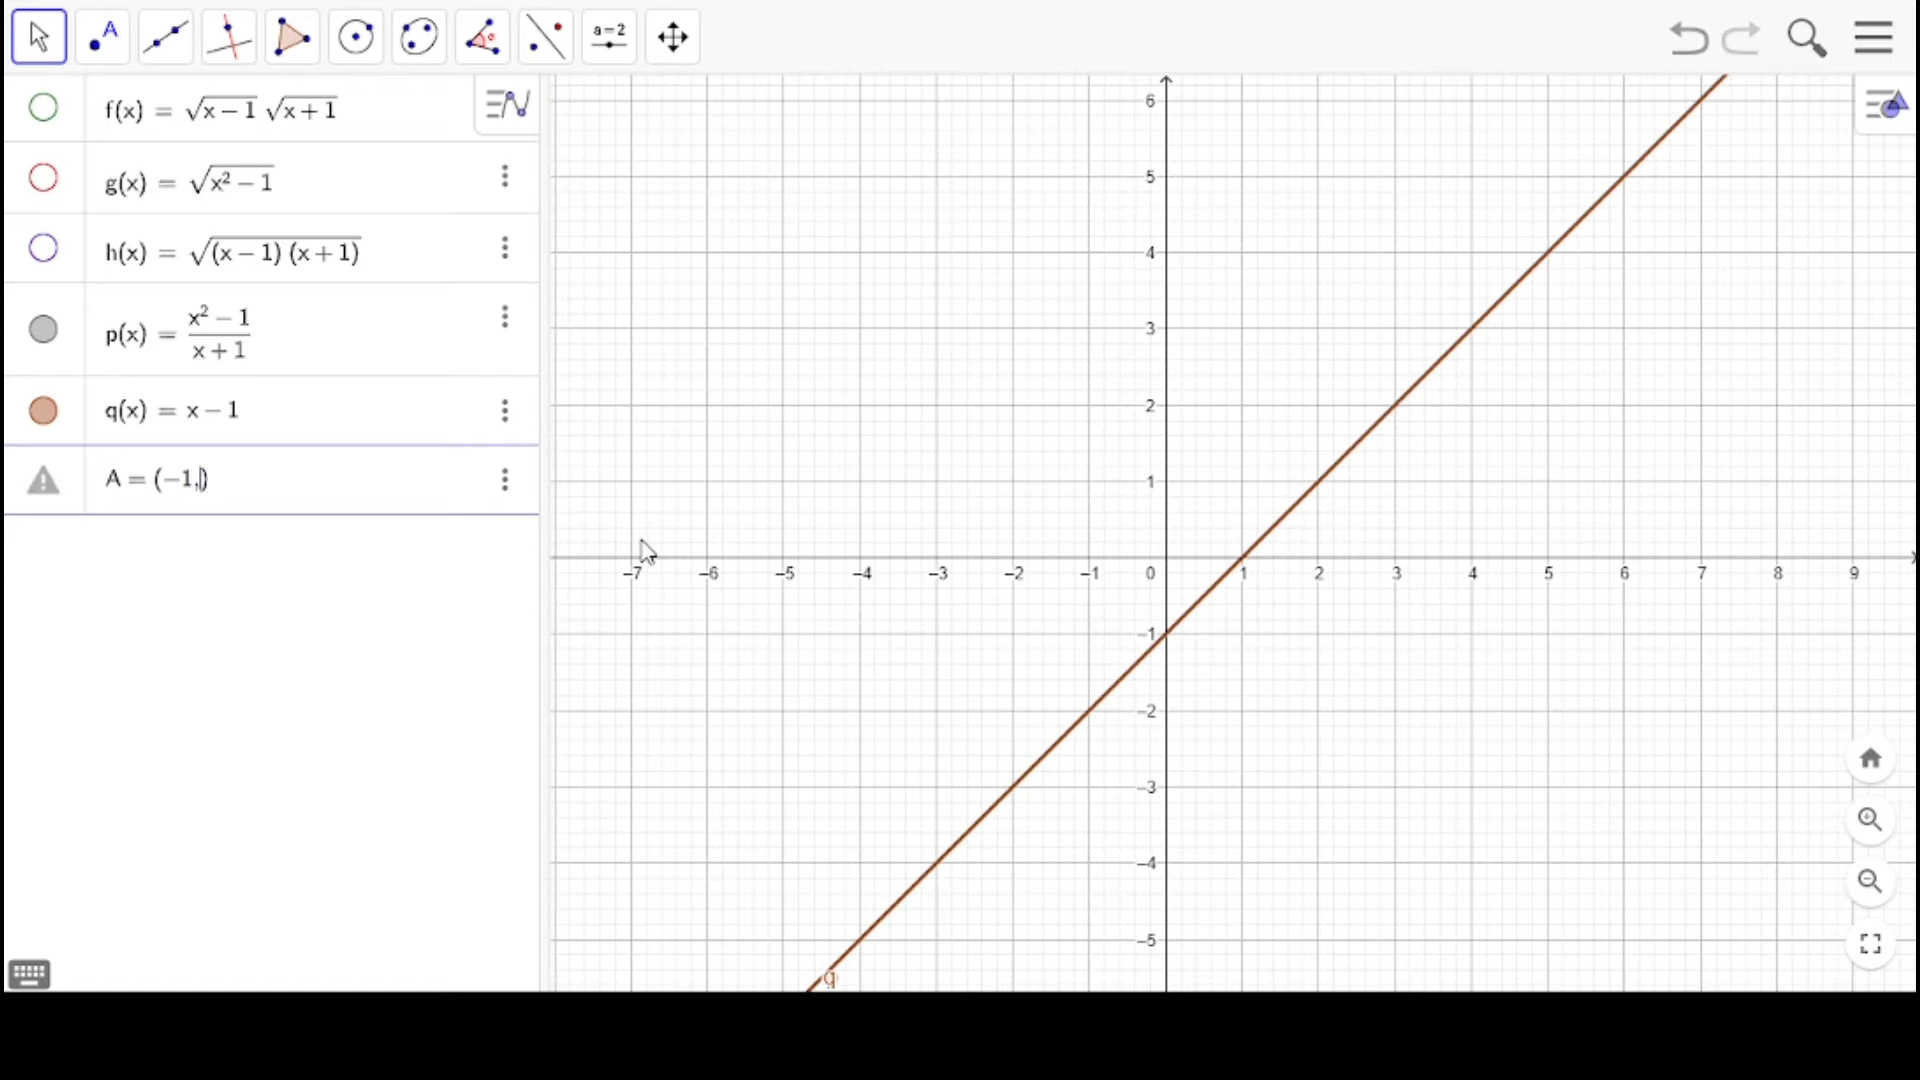 A
a=2
f(x) = √x−1 √x+1
g(x) = √x² − 1
h(x) = √(x − 1) (x + 1)
p(x) = x² − 1 / x + 1
q(x) = x − 1
A = (−1,)
6
5
4
3
2
1
−7 −6 −5 −4 −3 −2 −1 0 1 2 3 4 5 6 7 8 9
−1
−2
−3
−4
−5
q